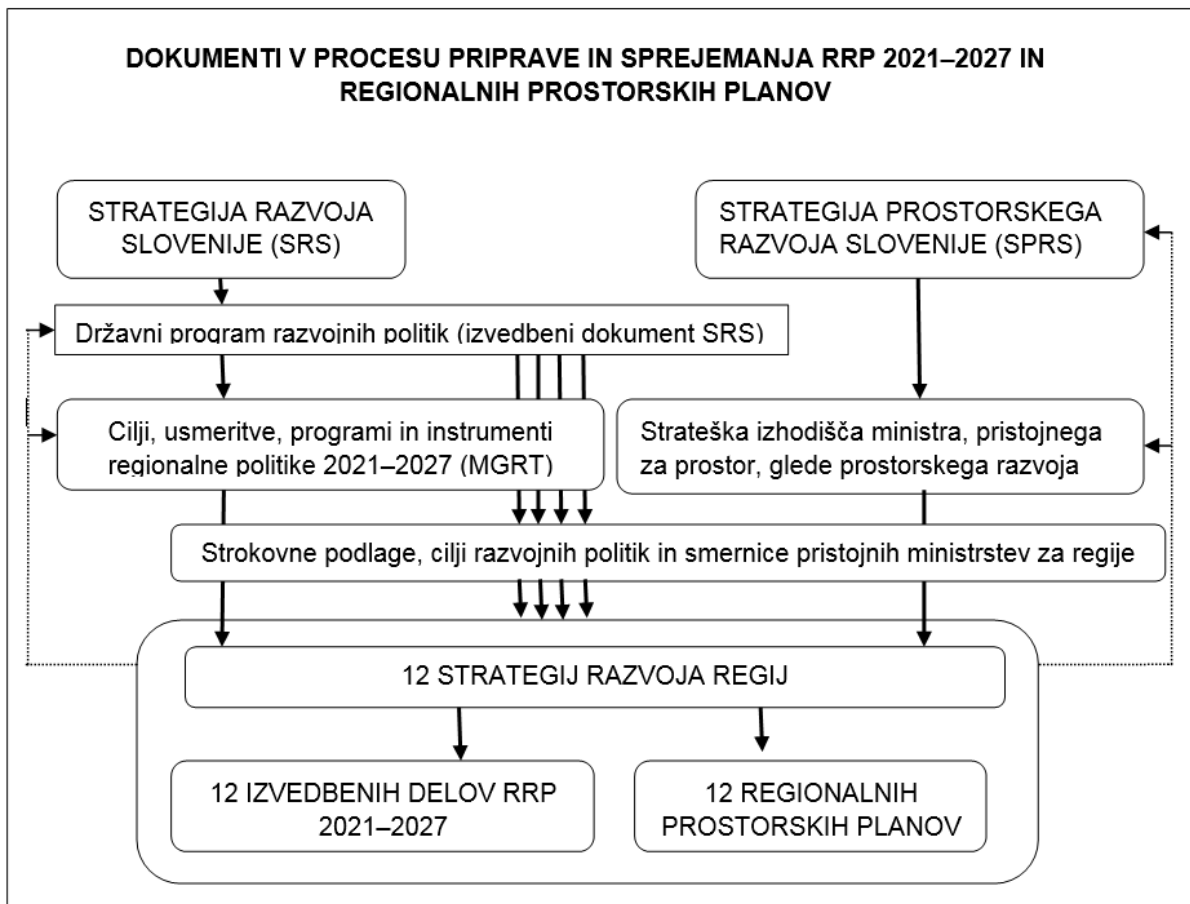 DOKUMENTI V PROCESU PRIPRAVE IN SPREJEMANJA RRP 2021–2027 IN
REGIONALNIH PROSTORSKIH PLANOV
STRATEGIJA RAZVOJA
SLOVENIJE (SRS)
STRATEGIJA PROSTORSKEGA
RAZVOJA SLOVENIJE (SPRS)
Državni program razvojnih politik (izvedbeni dokument SRS)
Cilji, usmeritve, programi in instrumenti
regionalne politike 2021–2027 (MGRT)
Strateška izhodišča ministra, pristojnega
za prostor, glede prostorskega razvoja
Strokovne podlage, cilji razvojnih politik in smernice pristojnih ministrstev za regije
12 STRATEGIJ RAZVOJA REGIJ
12 IZVEDBENIH DELOV RRP
2021–2027
12 REGIONALNIH
PROSTORSKIH PLANOV